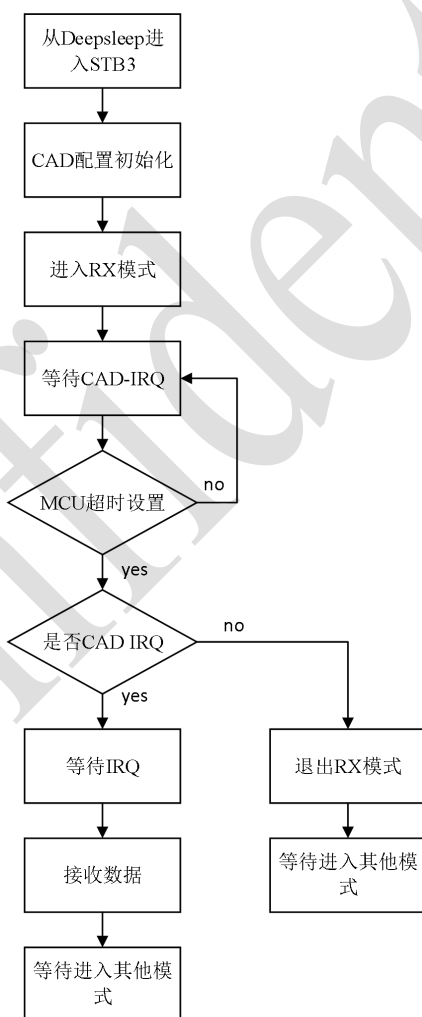 从Deepsleep进
入STB3
CAD配置初始化
进入RX模式
等待CAD-IRQ
MCU超时设置
no
yes
是否CAD IRQ
no
yes
等待IRQ
退出RX模式
接收数据
等待进入其他模
式
等待进入其他模
式